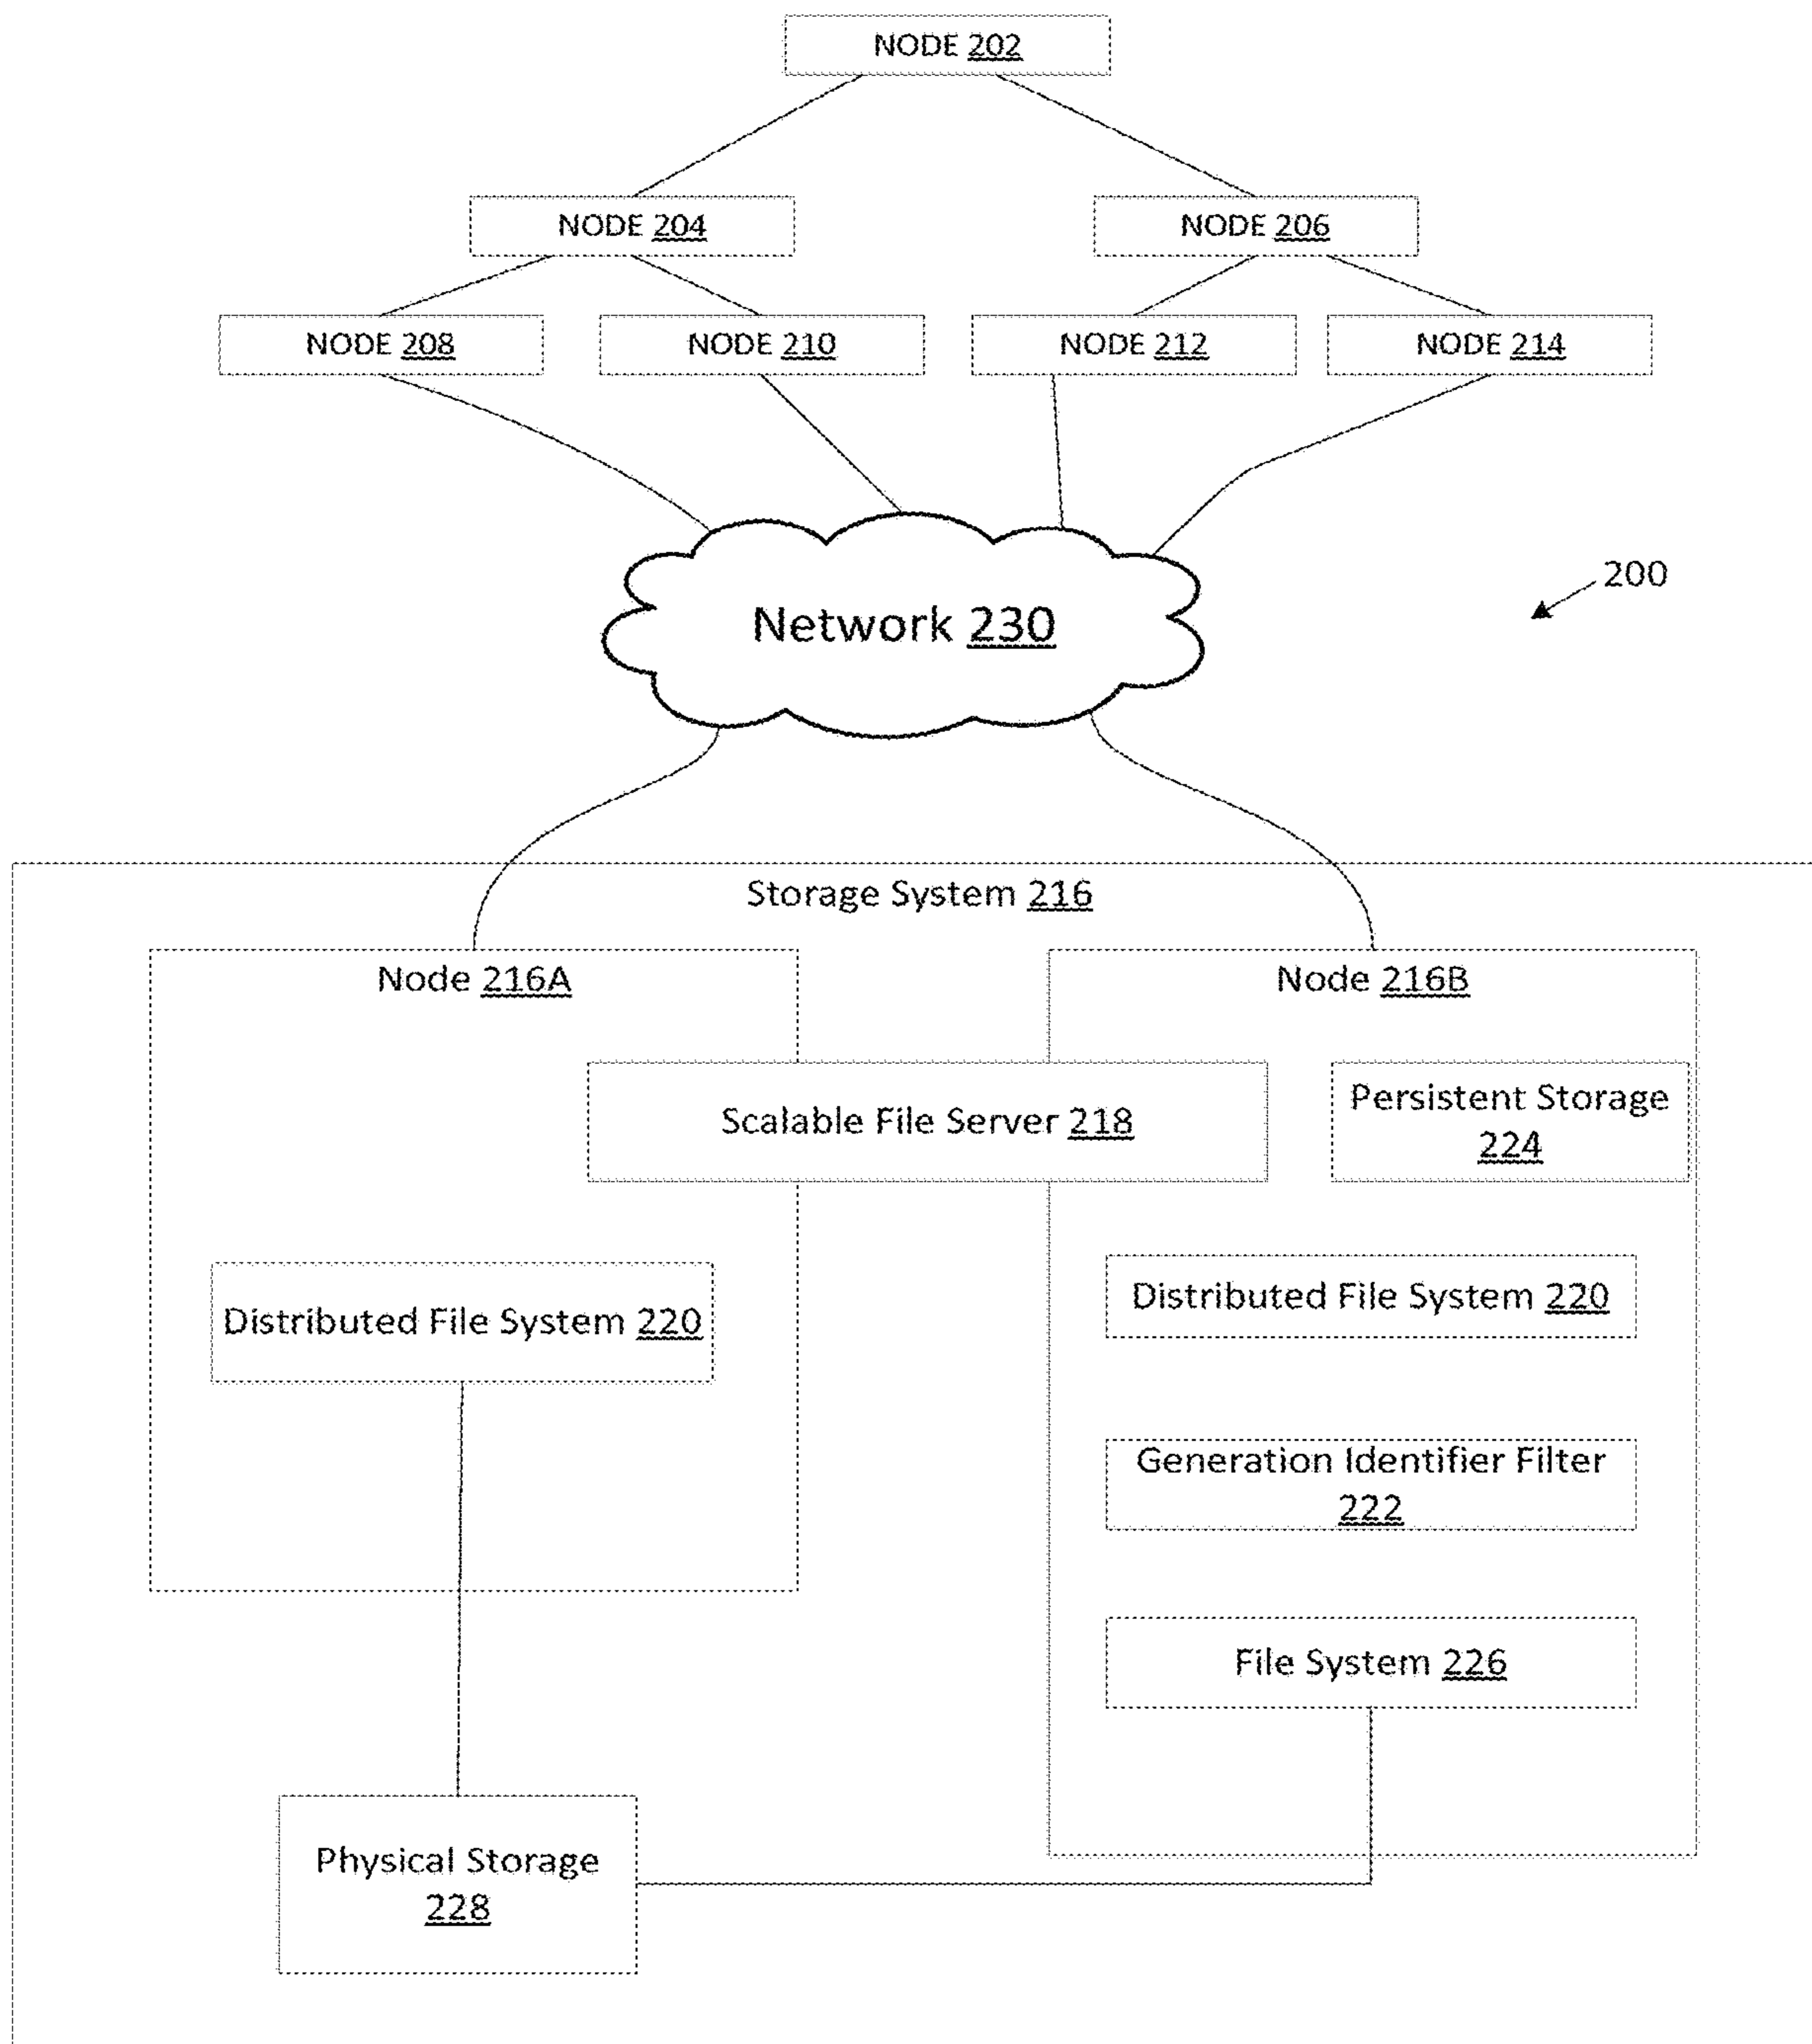 NODE 202
NODE 204
NODE 206
NODE 208
NODE 210
NODE 212
NODE 214
Network 230
200
Storage System 216
Node 216A
Node 216B
Scalable File Server 218
Persistent Storage
224
Distributed File System 220
Distributed File System 220
Generation Identifier Filter
222
File System 226
Physical Storage
228